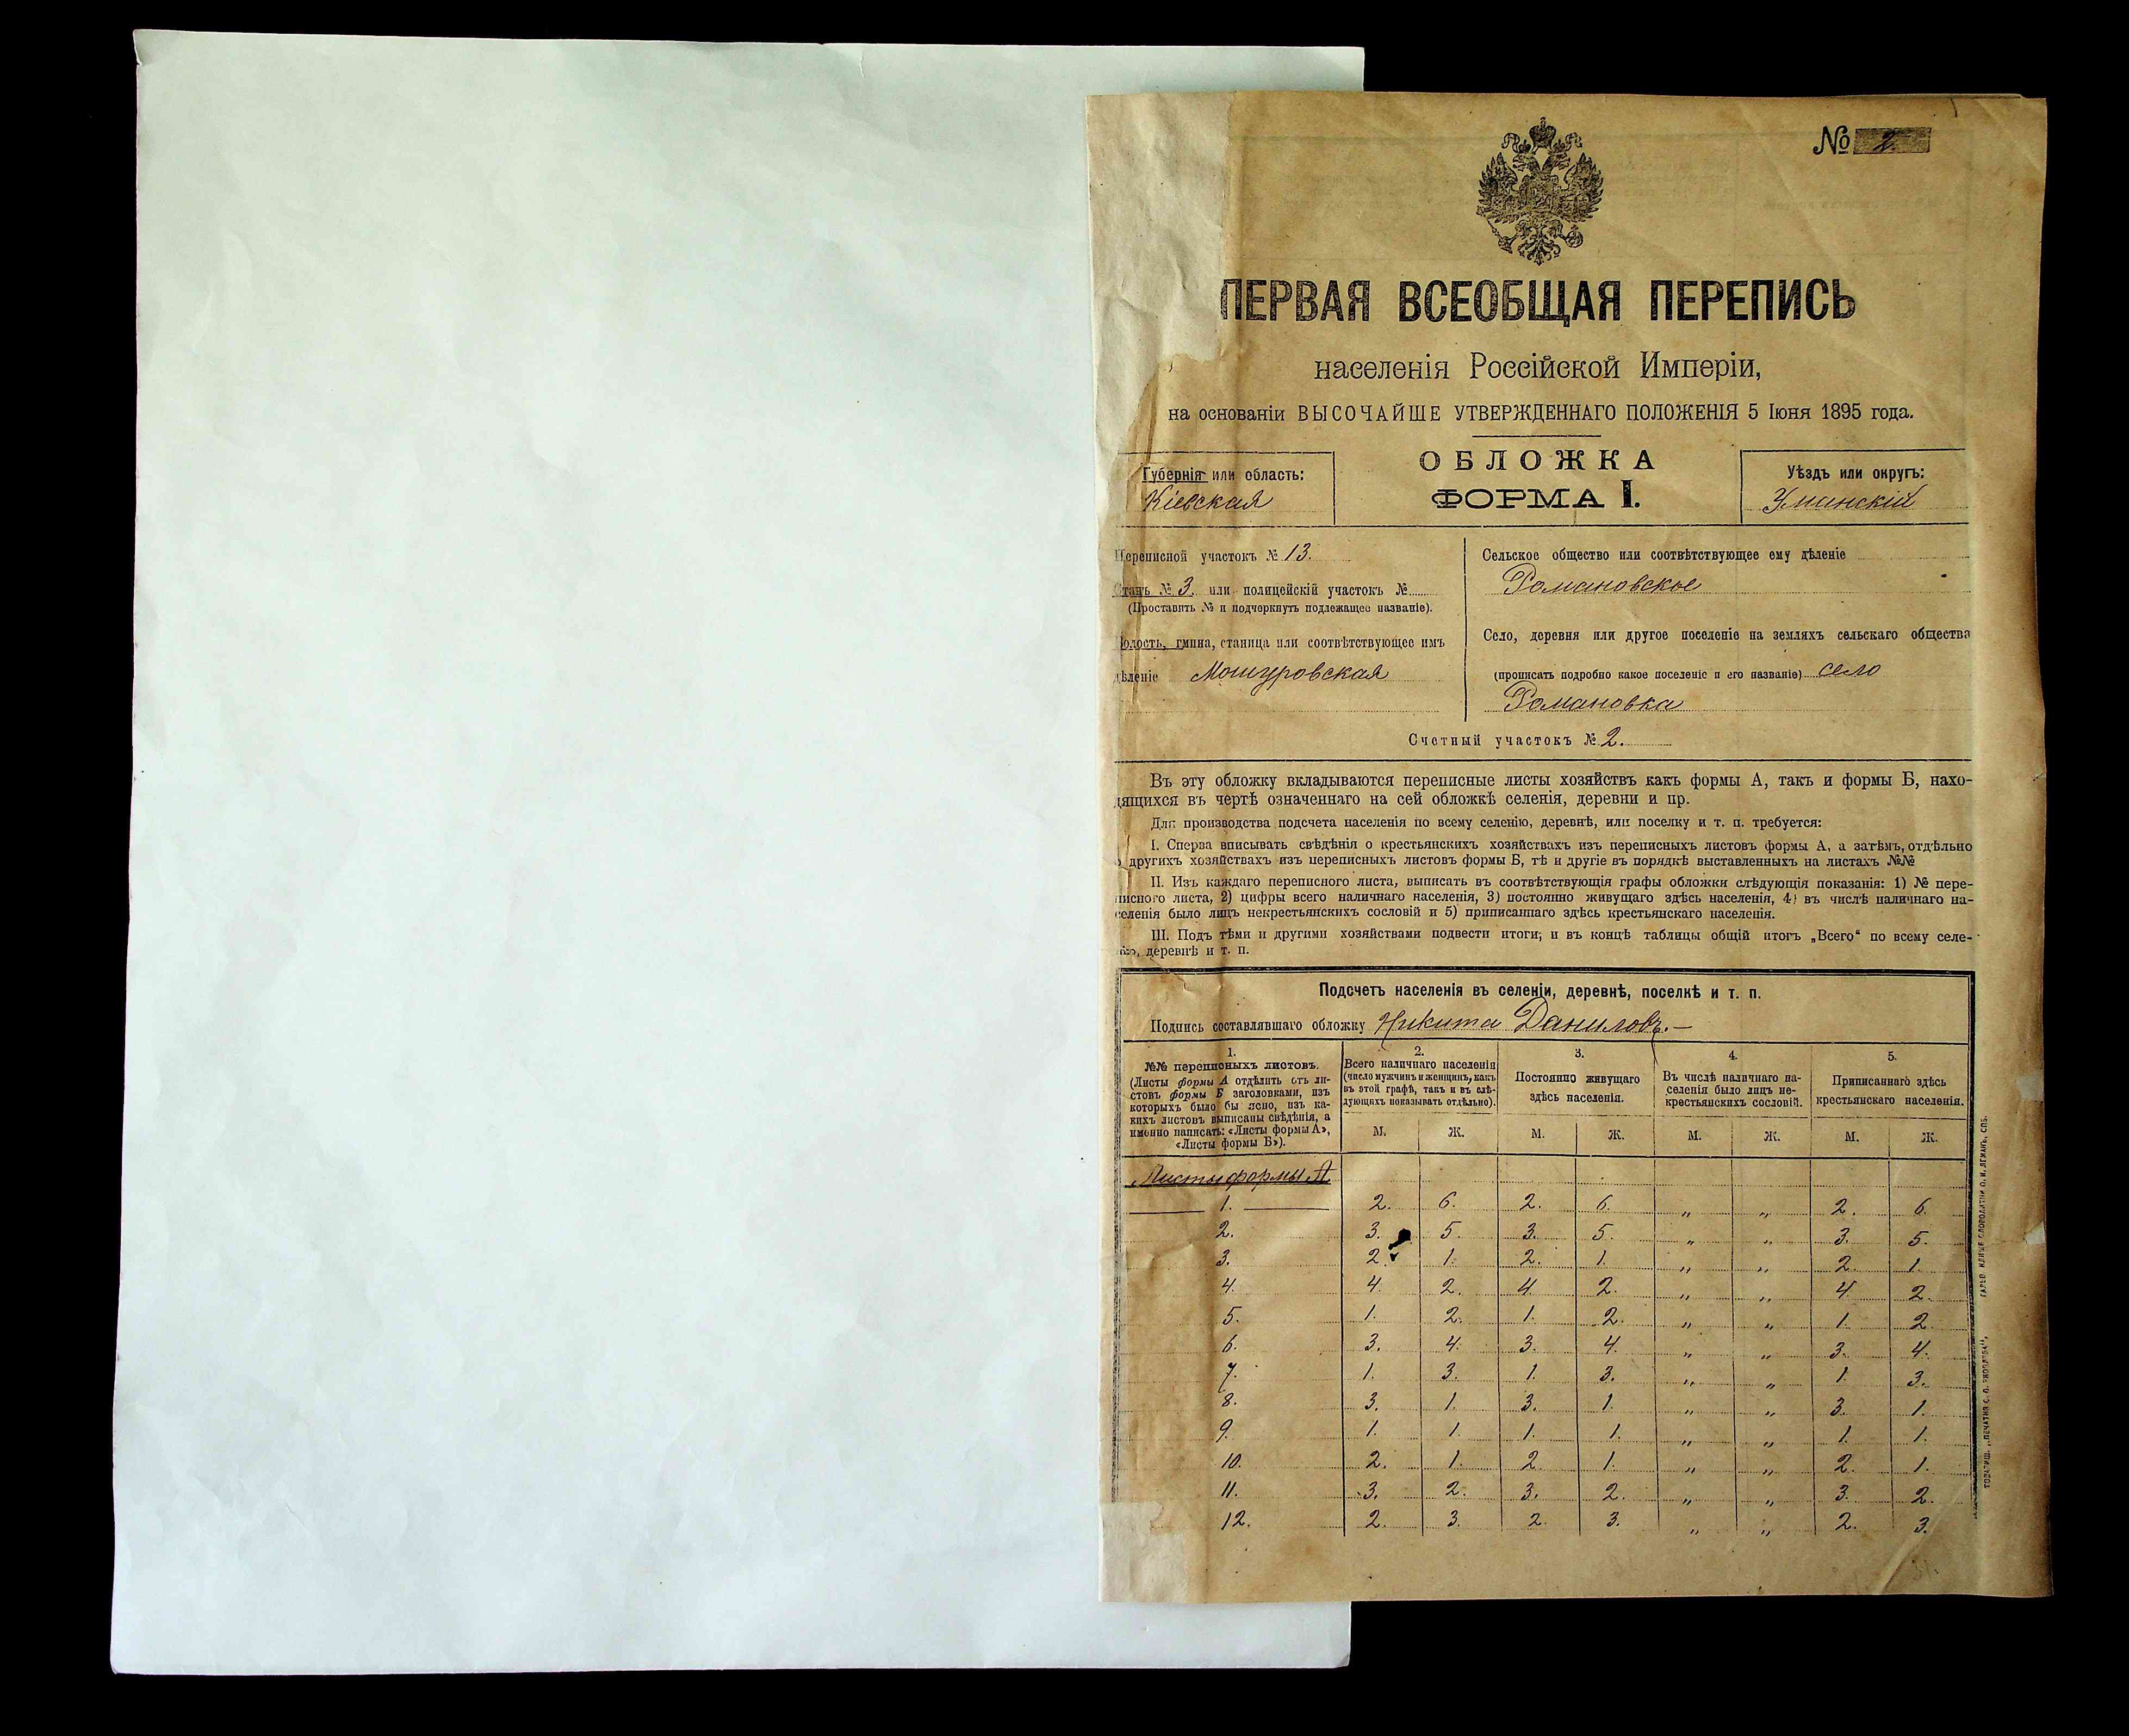 № 2.
ПЕРВАЯ ВСЕОБЩАЯ ПЕРЕПИСЬ
населенія Россійской Имперіи,
на основаніи ВЫСОЧАЙШЕ УТВЕРЖДЕННАГО ПОЛОЖЕНІЯ 5 Іюня 1895 года.
ОБЛОЖКА
ФОРМА I.
Губернія или область:
Кіевская
Уѣздъ или округъ:
Уманскій
Переписной участокъ № 13.
Станъ № 3. или полицейскій участокъ №
(Проставить № и подчеркнуть подлежащее названіе).
Волость, гмина, станица или соотвѣтствующее имъ
дѣленіе Мошуровская
Сельское общество или соотвѣтствующее ему дѣленіе
Романовское
Село, деревня или другое поселеніе на земляхъ сельскаго общества
(прописать подробно какое поселеніе и его названіе) село
Романовка
Счетный участокъ № 2.
Въ эту обложку вкладываются переписные листы хозяйствъ какъ формы А, такъ и формы Б, нахо-
дящихся въ чертѣ означеннаго на сей обложкѣ селенія, деревни и пр.
Для производства подсчета населенія по всему селенію, деревнѣ, или поселку и т. п. требуется:
I. Сперва вписывать свѣдѣнія о крестьянскихъ хозяйствахъ изъ переписныхъ листовъ формы А, а затѣмъ, отдѣльно
о другихъ хозяйствахъ изъ переписныхъ листовъ формы Б, тѣ и другіе въ порядкѣ выставленныхъ на листахъ №№
II. Изъ каждаго переписного листа, выписать въ соотвѣтствующія графы обложки слѣдующія показанія: 1) № пере-
писного листа, 2) цифры всего наличнаго населенія, 3) постоянно живущаго здѣсь населенія, 4) въ числѣ наличнаго на-
селенія было лицъ некрестьянскихъ сословій и 5) приписаннаго здѣсь крестьянскаго населенія.
III. Подъ тѣми и другими хозяйствами подвести итоги; и въ концѣ таблицы общій итогъ „Всего“ по всему селе-
нію, деревнѣ и т. п.
Подсчетъ населенія въ селеніи, деревнѣ, поселкѣ и т. п.
Подпись составлявшаго обложку Никита Даниловъ.—
1.
№№ переписныхъ листовъ.
(Листы формы А отдѣлить отъ ли-
стовъ формы Б заголовками, изъ
которыхъ было бы ясно, изъ ка-
кихъ листовъ выписаны свѣдѣнія, а
именно написать: «Листы формы А»,
«Листы формы Б»).
2.
Всего наличнаго населенія
(число мужчинъ и женщинъ, какъ
въ этой графѣ, такъ и въ слѣ-
дующихъ показывать отдѣльно).
3.
Постоянно живущаго
здѣсь населенія.
4.
Въ числѣ наличнаго на-
селенія было лицъ не-
крестьянскихъ сословій.
5.
Приписаннаго здѣсь
крестьянскаго населенія.
М. Ж. М. Ж. М. Ж. М. Ж.
Листы формы А
1. 2. 6. 2. 6. „ „ 2. 6.
2. 3. 5. 3. 5. „ „ 3. 5.
3. 2. 1. 2. 1. „ „ 2. 1.
4. 4. 2. 4. 2. „ „ 4. 2.
5. 1. 2. 1. 2. „ „ 1. 2.
6. 3. 4. 3. 4. „ „ 3. 4.
7. 1. 3. 1. 3. „ „ 1. 3.
8. 3. 1. 3. 1. „ „ 3. 1.
9. 1. 1. 1. 1. „ „ 1. 1.
10. 2. 1. 2. 1. „ „ 2. 1.
11. 3. 2. 3. 2. „ „ 3. 2.
12. 2. 3. 2. 3. „ „ 2. 3.